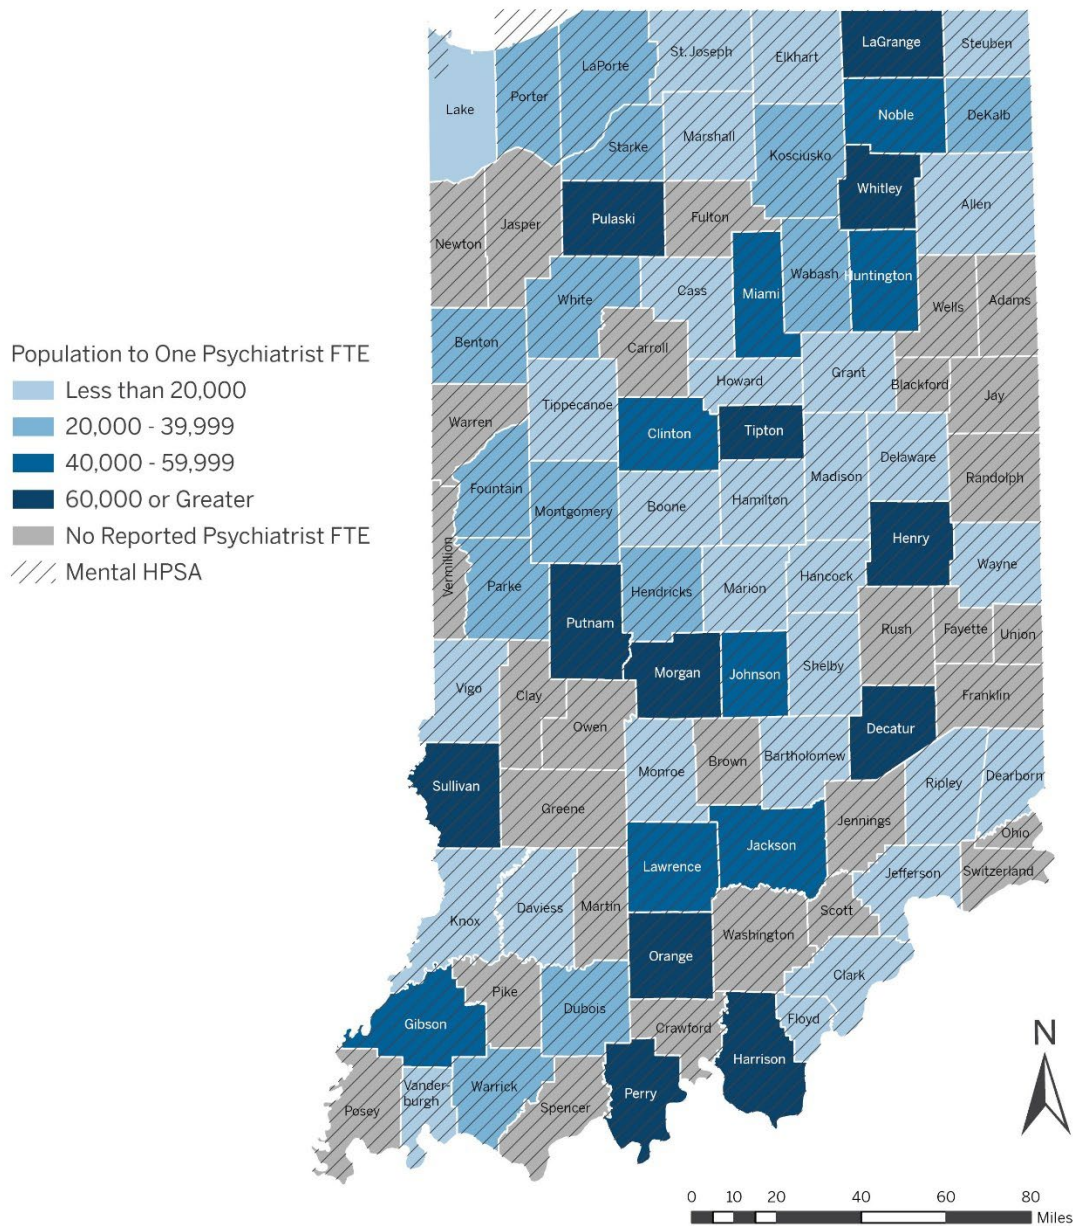 LaGrange
Steuben
St. Joseph
Elkhart
LaPorte
Porter
Lake
Noble
DeKalb
Marshall
Starke
Kosciusko
Whitley
Allen
Pulaski
Fulton
Jasper
Newton
Huntington
Wabash
Miami
Cass
White
Wells
Adams
Benton
Carroll
Howard
Grant
Blackford
Jay
Tippecanoe
Warren
Clinton
Tipton
Madison
Delaware
Randolph
Fountain
Montgomery
Boone
Hamilton
Henry
Wayne
Vermillion
Parke
Hendricks
Marion
Hancock
Putnam
Rush
Fayette
Union
Morgan
Johnson
Shelby
Vigo
Clay
Owen
Franklin
Decatur
Monroe
Brown
Bartholomew
Ripley
Dearborn
Sullivan
Greene
Jennings
Ohio
Jackson
Lawrence
Jefferson
Switzerland
Knox
Daviess
Martin
Scott
Washington
Orange
Clark
Pike
Dubois
Floyd
Gibson
Crawford
Harrison
Vander-
burgh
Warrick
Perry
Posey
Spencer
Population to One Psychiatrist FTE
Less than 20,000
20,000 - 39,999
40,000 - 59,999
60,000 or Greater
No Reported Psychiatrist FTE
Mental HPSA
N
0 10 20 40 60 80
Miles